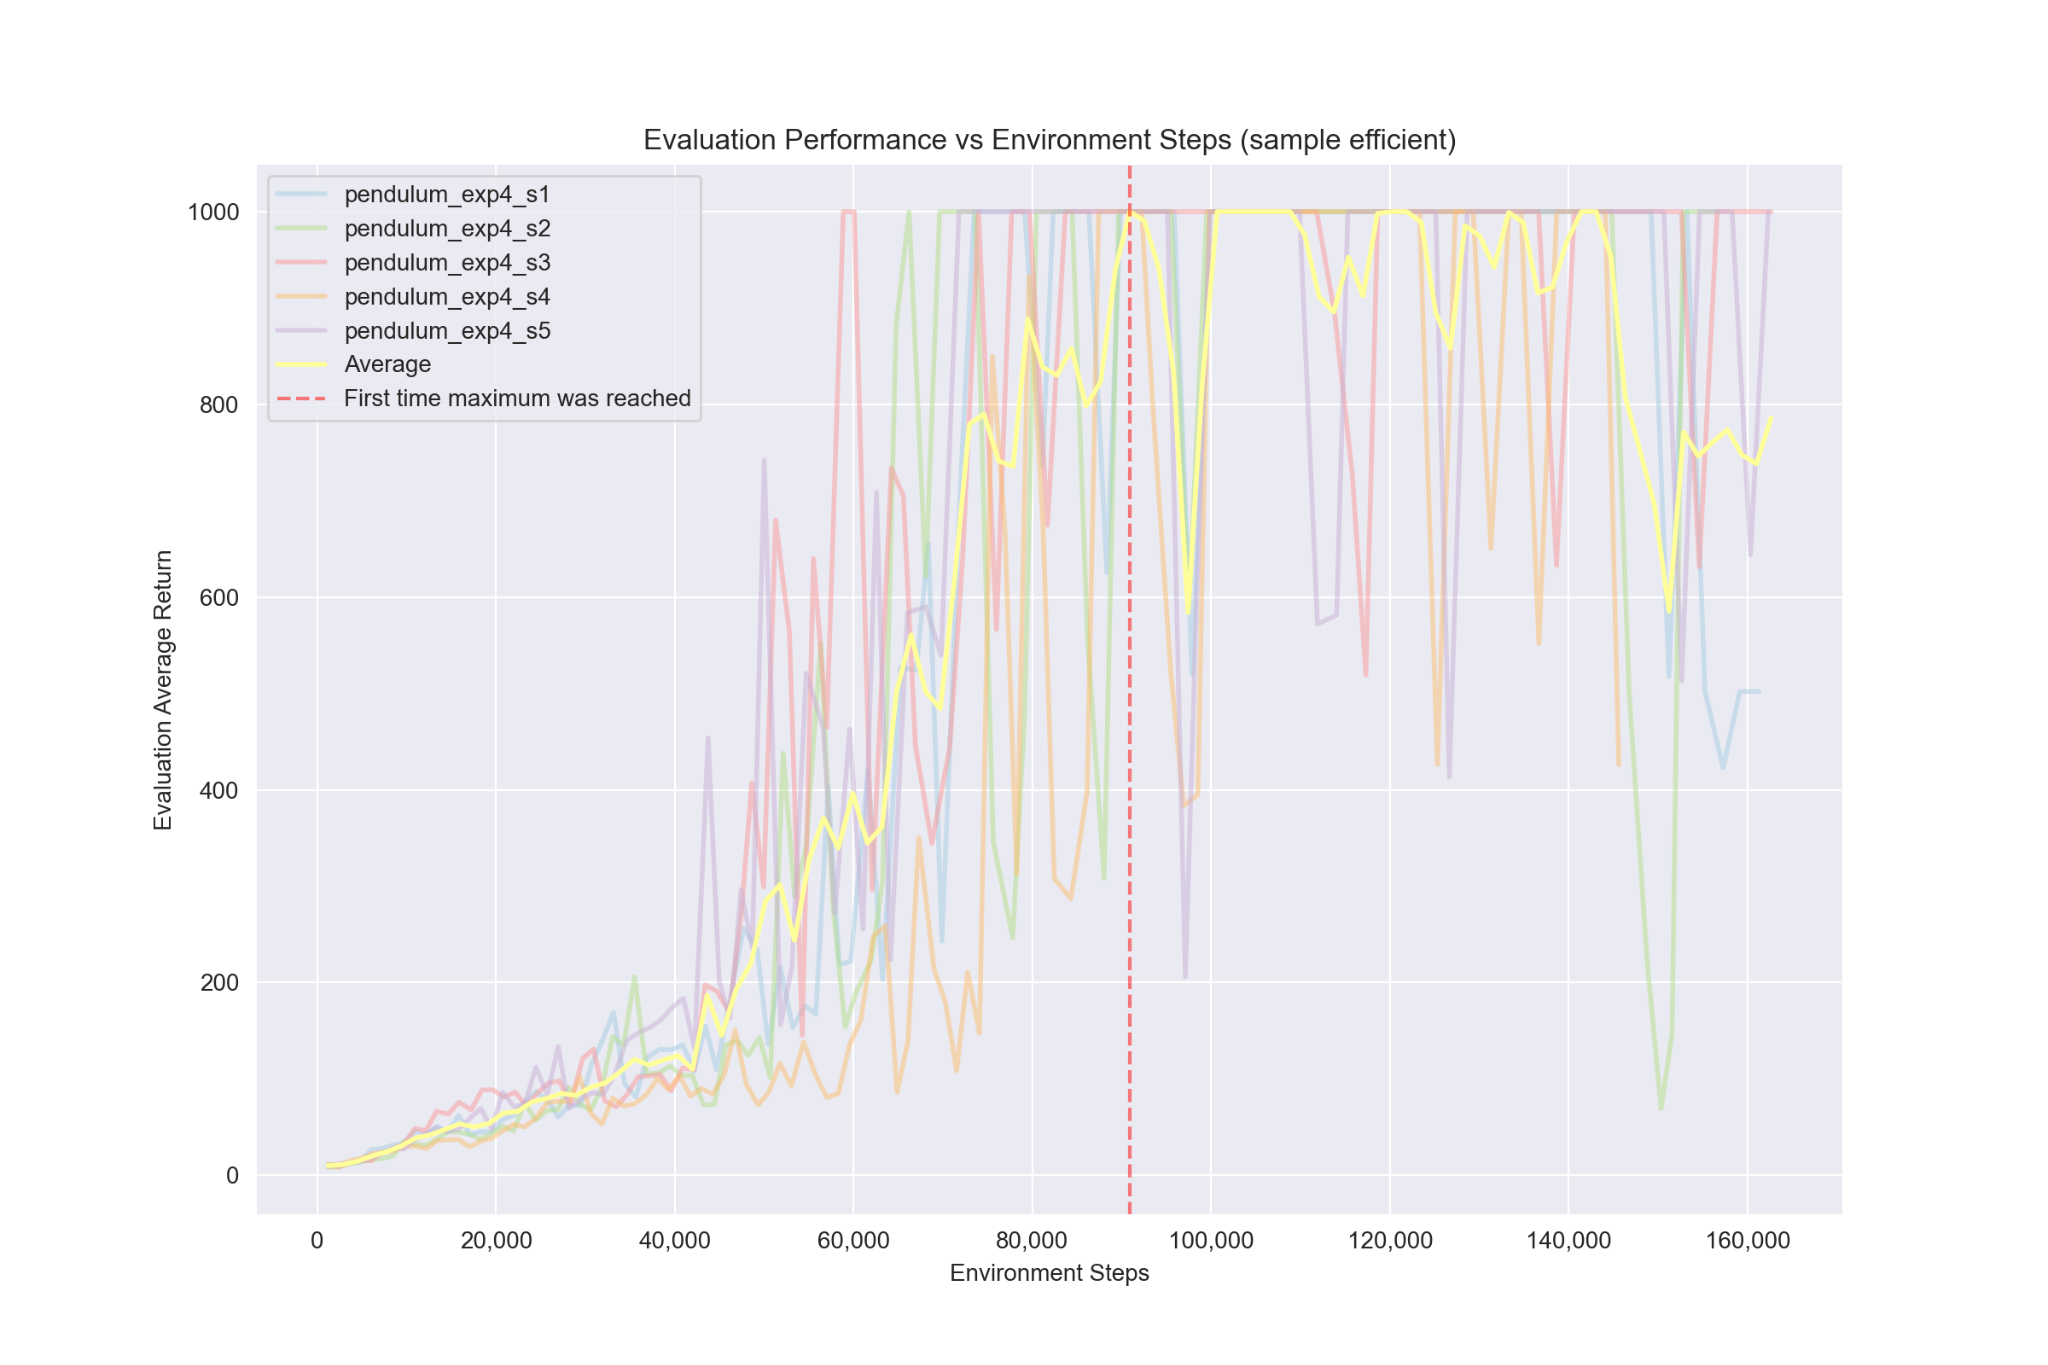 Evaluation Performance vs Environment Steps (sample efficient)
pendulum_exp4_s1
pendulum_exp4_s2
pendulum_exp4_s3
pendulum_exp4_s4
pendulum_exp4_s5
Average
First time maximum was reached
Evaluation Average Return
1000
800
600
400
200
0
0
20,000
40,000
60,000
80,000
100,000
120,000
140,000
160,000
Environment Steps